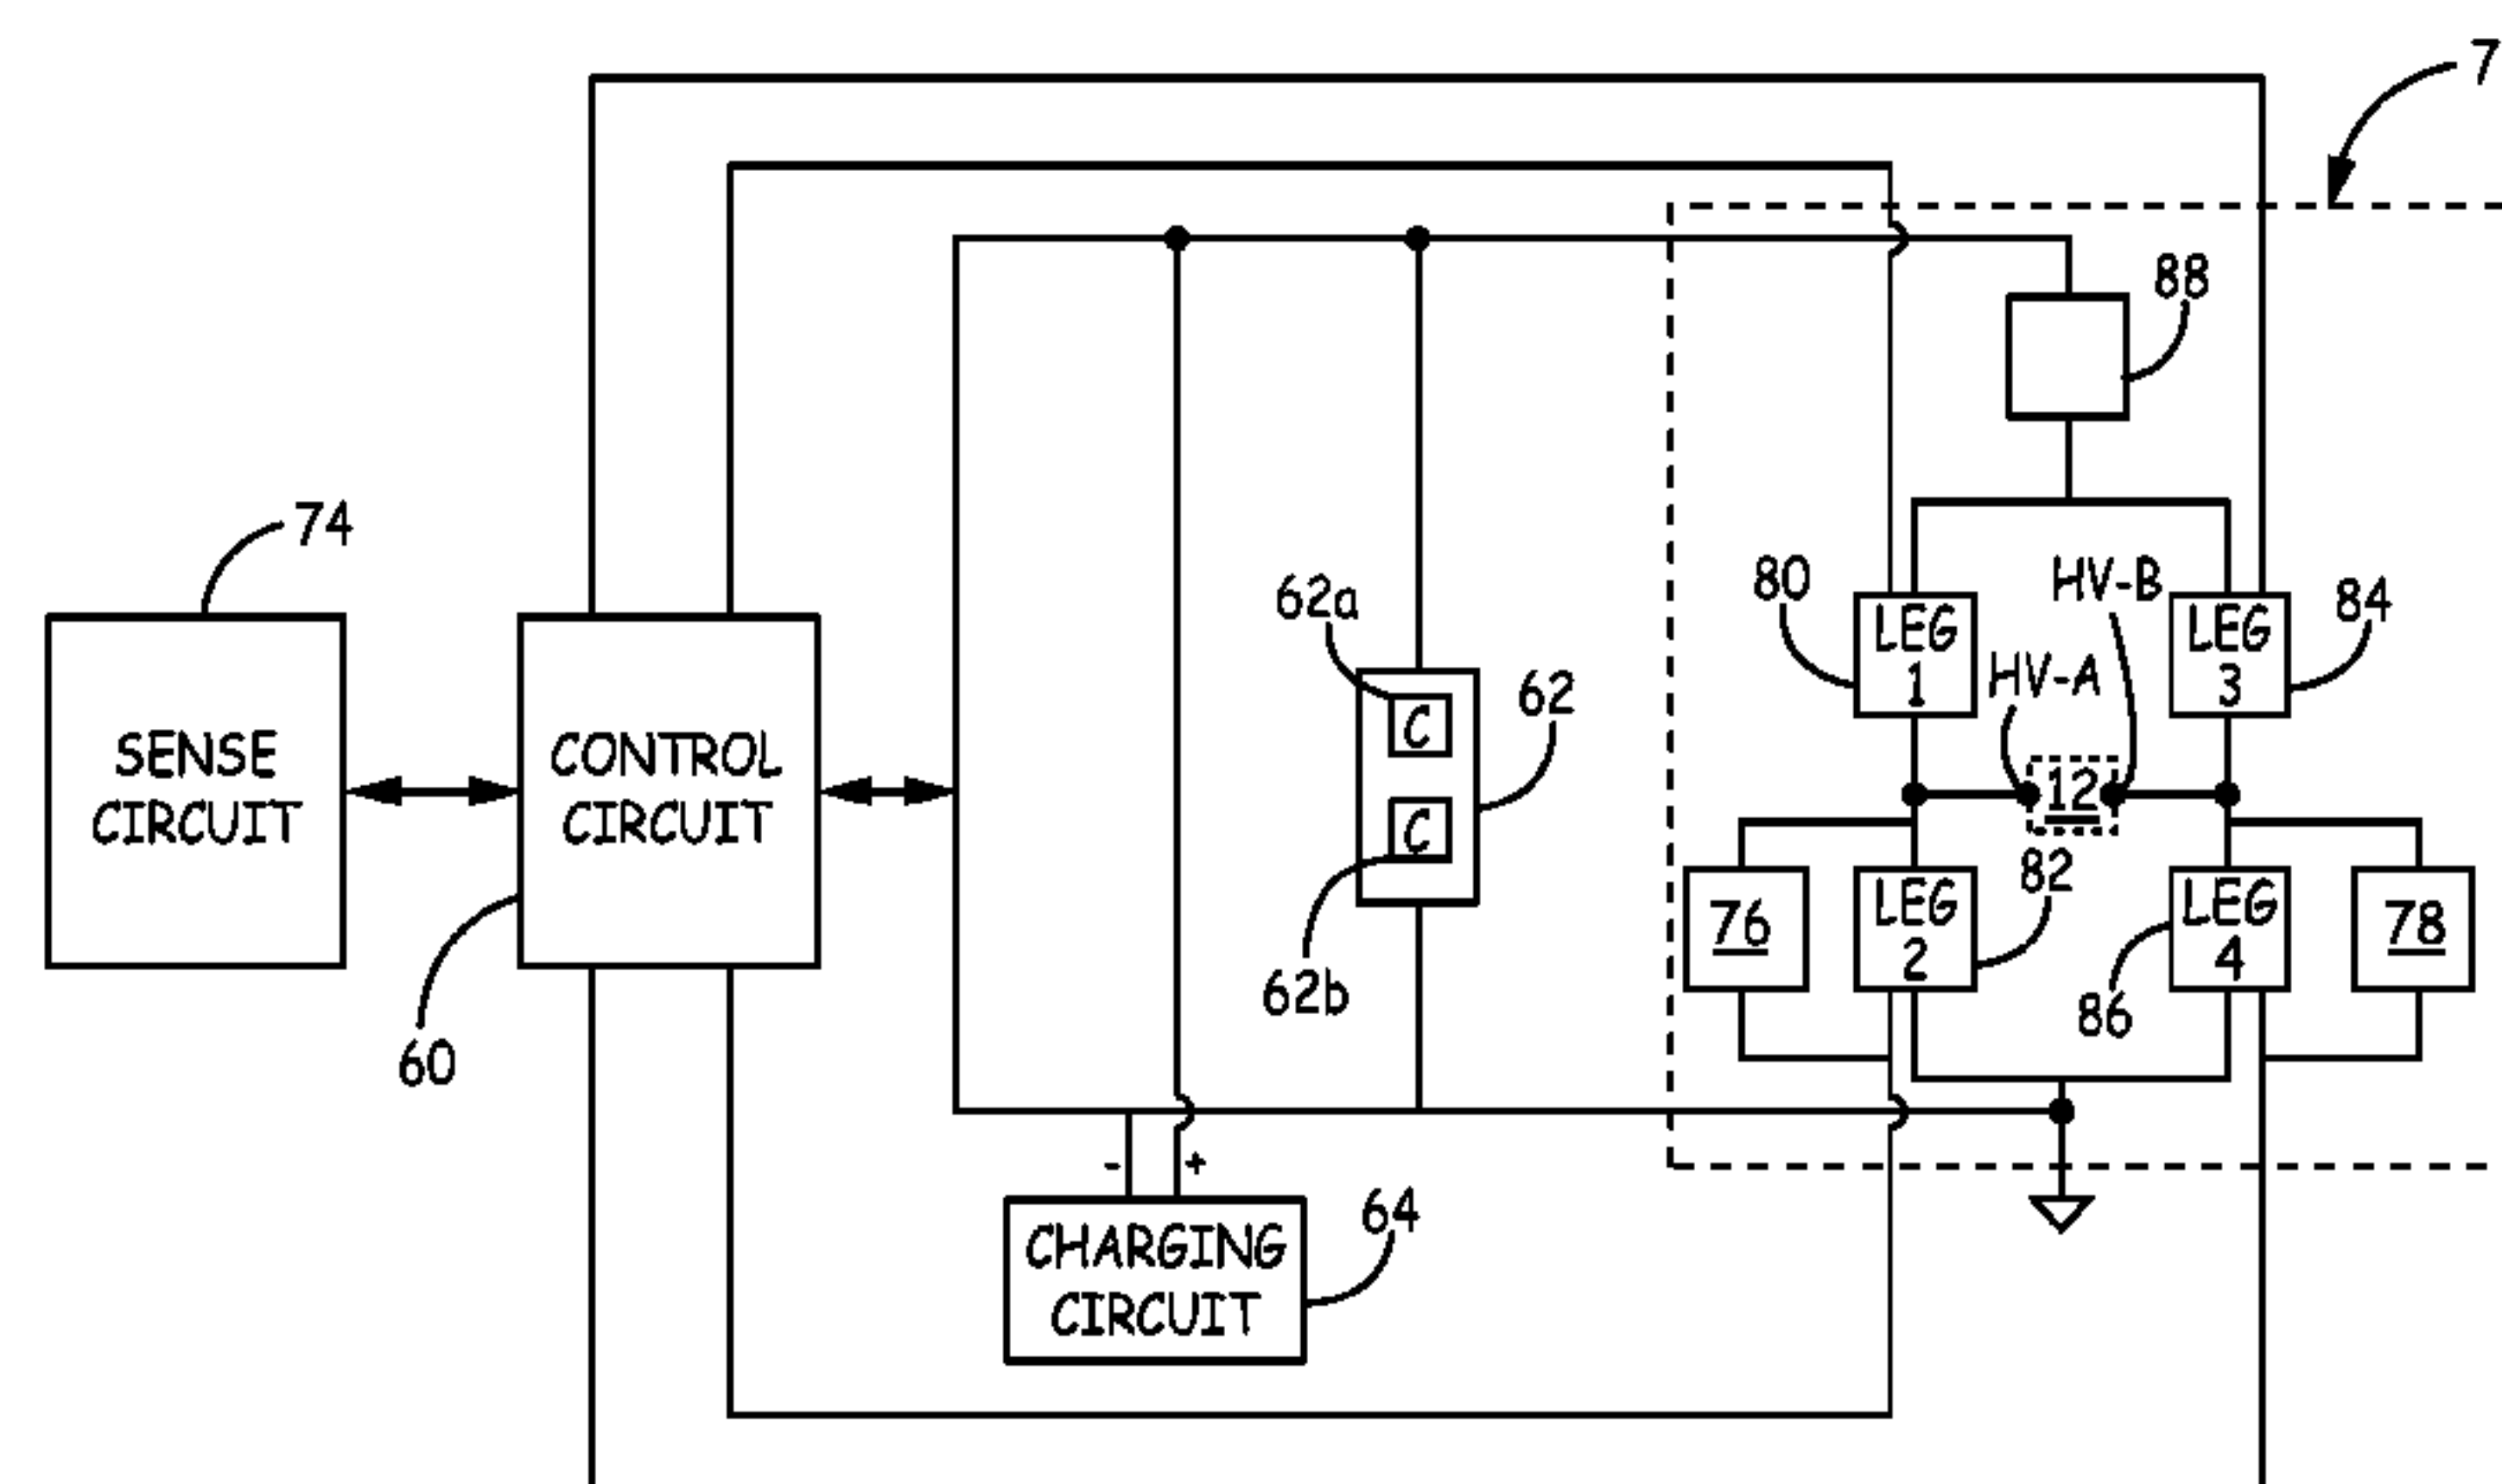 7
88
74
80
HV-B
84
62a
LEG
1
LEG
3
HV-A
62
C
SENSE
CIRCUIT
CONTROL
CIRCUIT
12
C
82
76
LEG
2
LEG
4
78
62b
86
60
- +
64
CHARGING
CIRCUIT